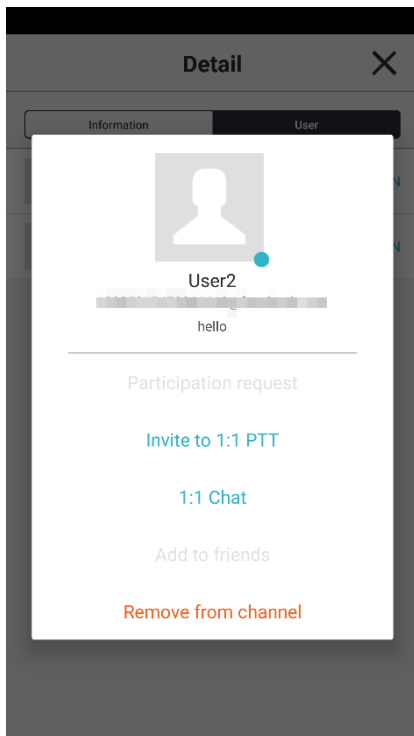 Detail
Information
User
N
N
User2
hello
Participation request
Invite to 1:1 PTT
1:1 Chat
Add to friends
Remove from channel